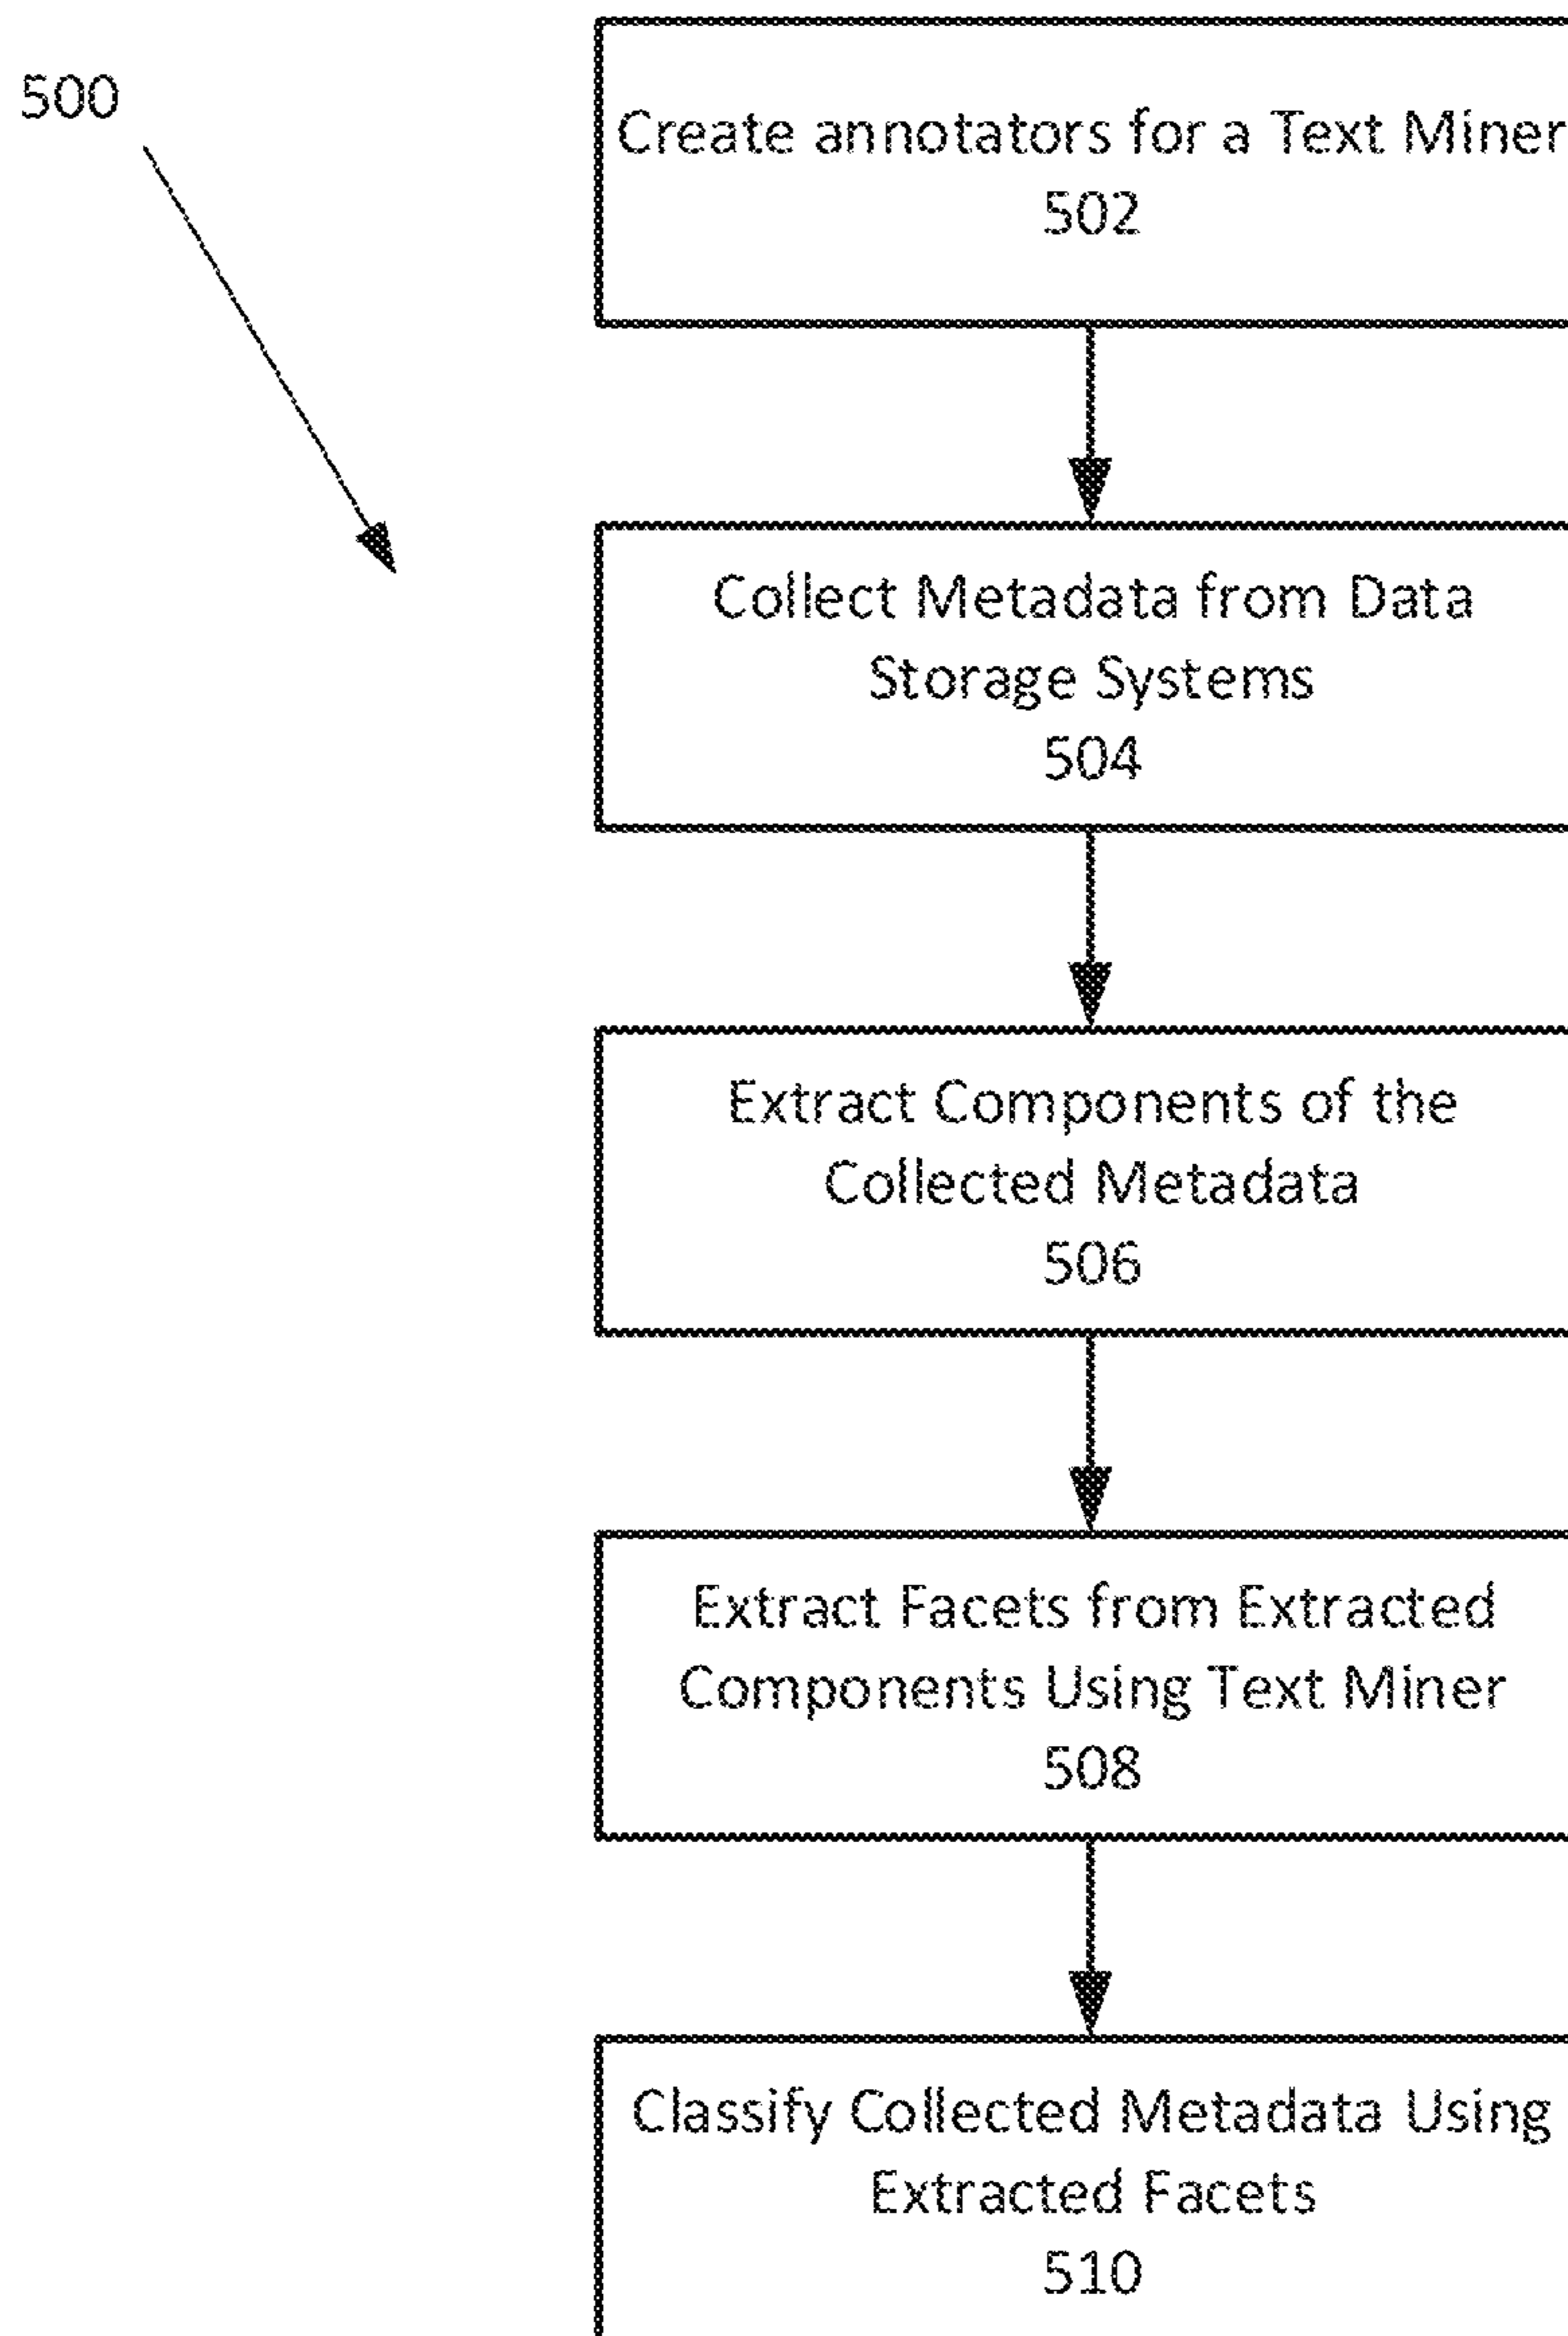 500
Create annotators for a Text Miner
502
Collect Metadata from Data
Storage Systems
504
Extract Components of the
Collected Metadata
506
Extract Facets from Extracted
Components Using Text Miner
508
Classify Collected Metadata Using
Extracted Facets
510